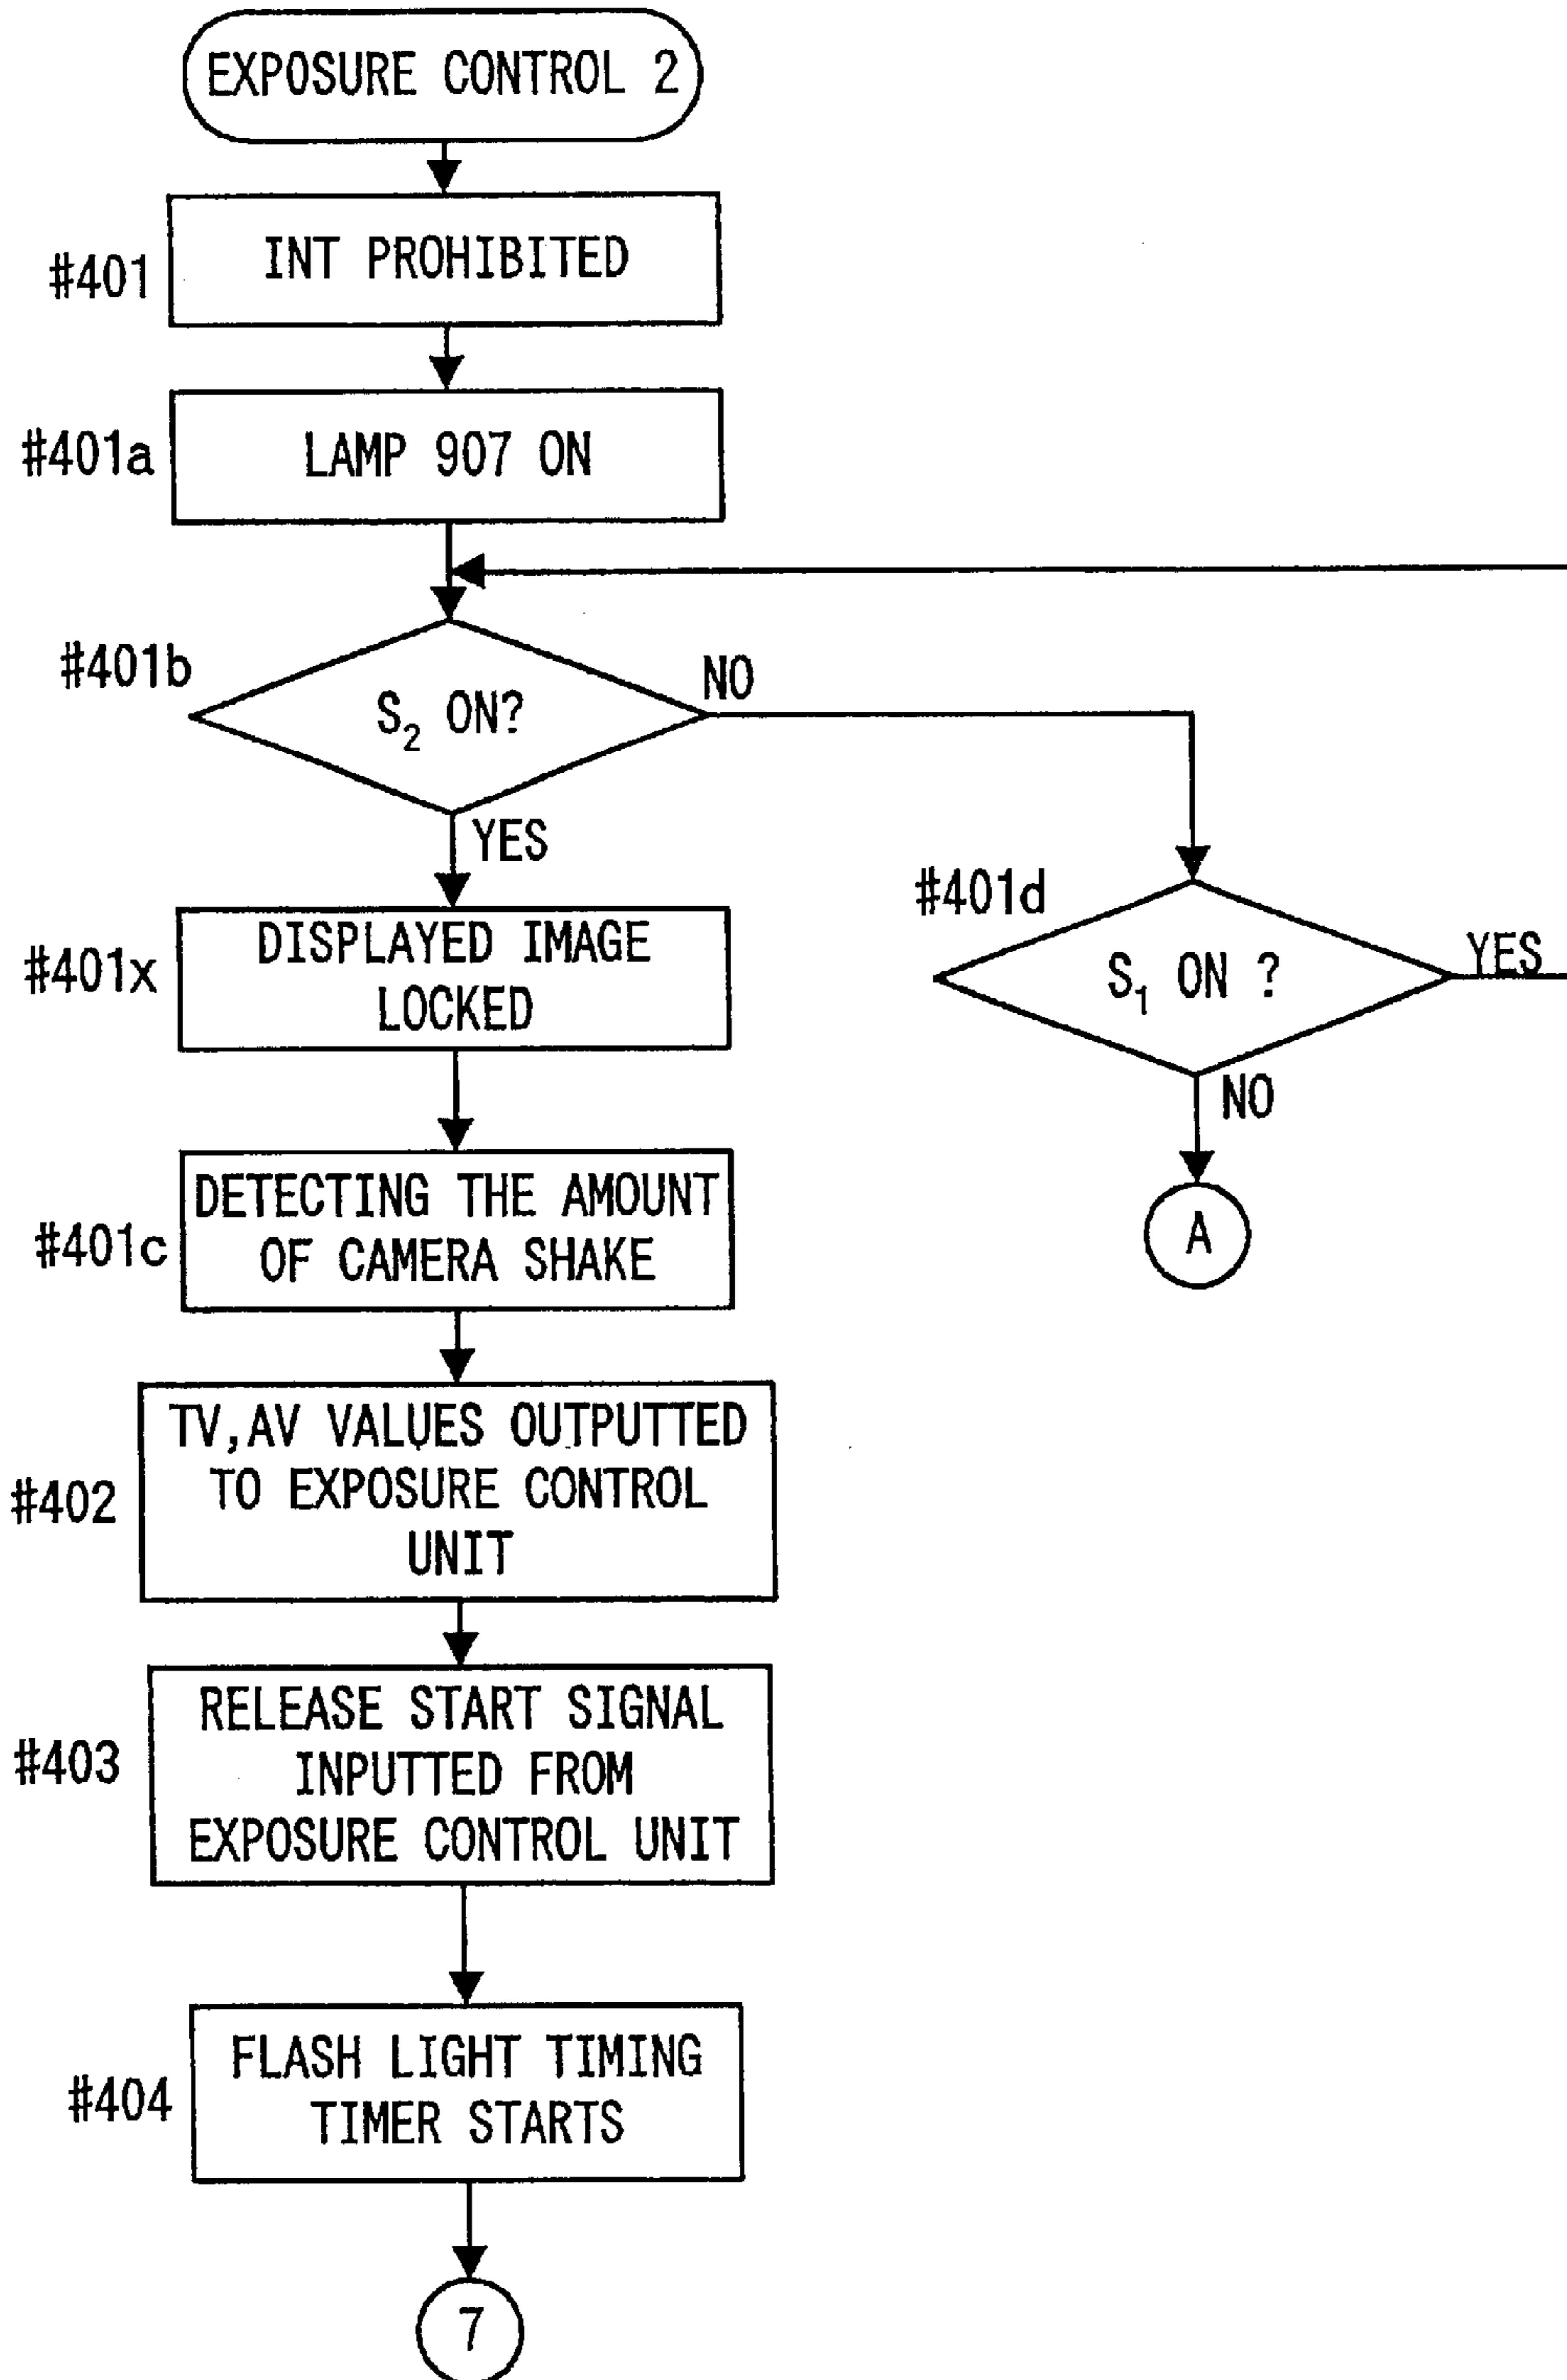 EXPOSURE CONTROL 2
#401
INT PROHIBITED
#401a
LAMP 907 ON
#401b
S₂ ON?
NO
YES
#401d
S₁ ON ?
YES
NO
A
#401x
DISPLAYED IMAGE
LOCKED
#401c
DETECTING THE AMOUNT
OF CAMERA SHAKE
#402
TV,AV VALUES OUTPUTTED
TO EXPOSURE CONTROL
UNIT
#403
RELEASE START SIGNAL
INPUTTED FROM
EXPOSURE CONTROL UNIT
#404
FLASH LIGHT TIMING
TIMER STARTS
7